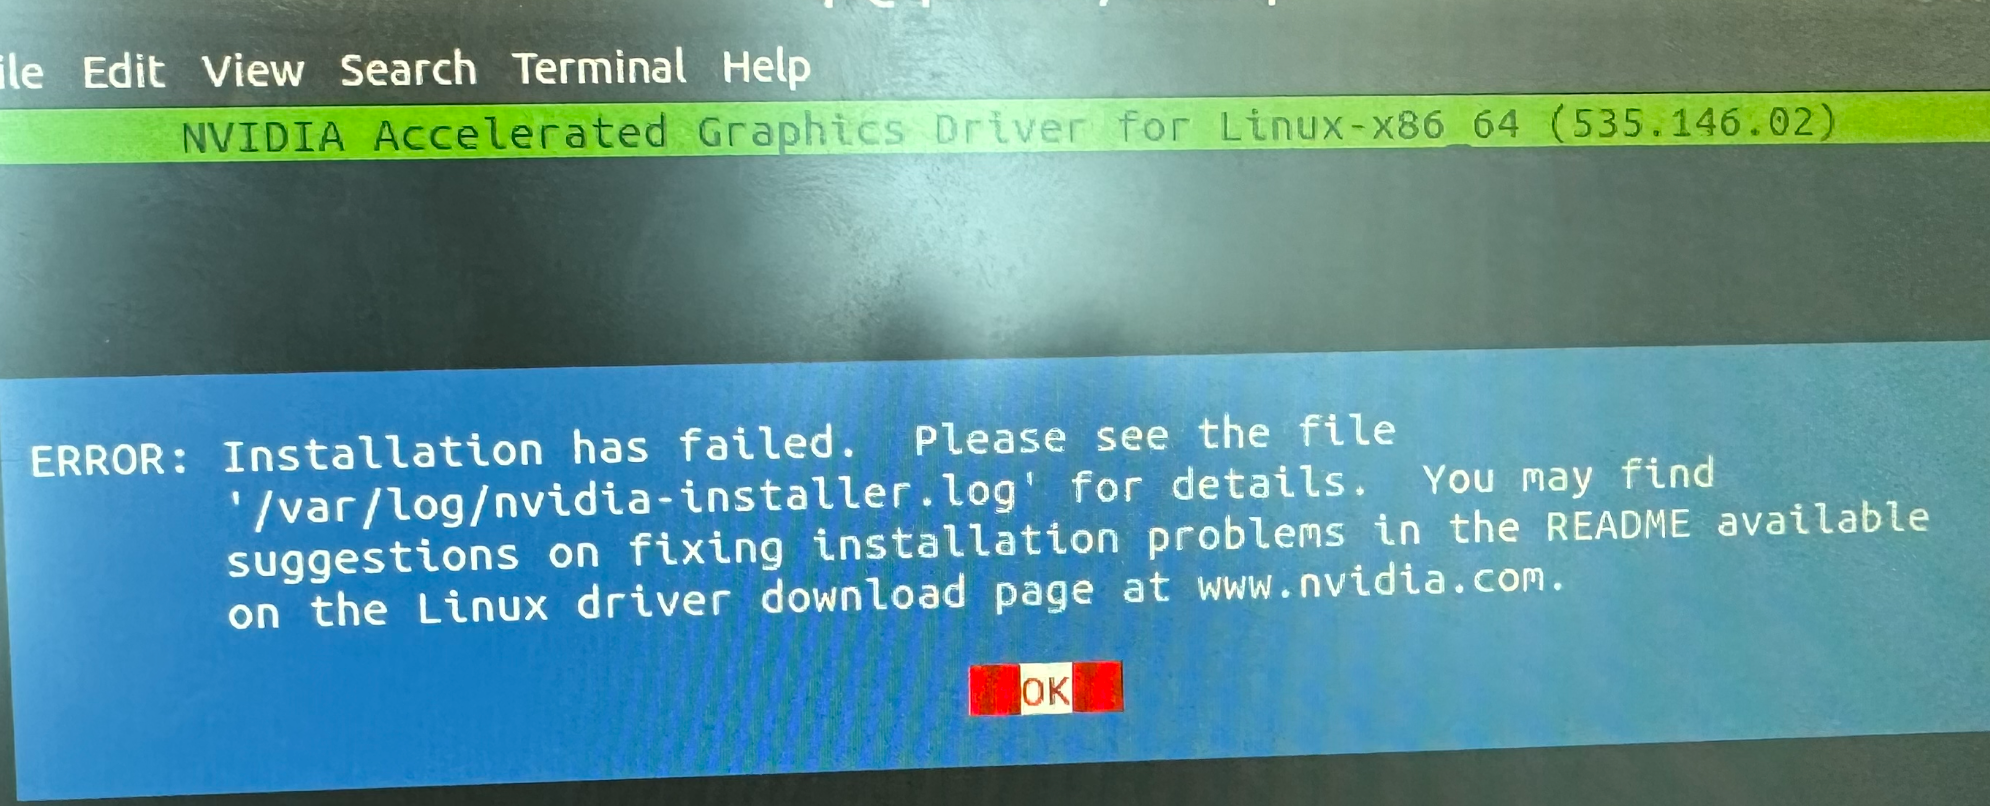 ile Edit View Search Terminal Help
NVIDIA Accelerated Graphics Driver for Linux-x86_64 (535.146.02)
ERROR: Installation has failed. Please see the file
'/var/log/nvidia-installer.log' for details. You may find
suggestions on fixing installation problems in the README available
on the Linux driver download page at www.nvidia.com.
OK